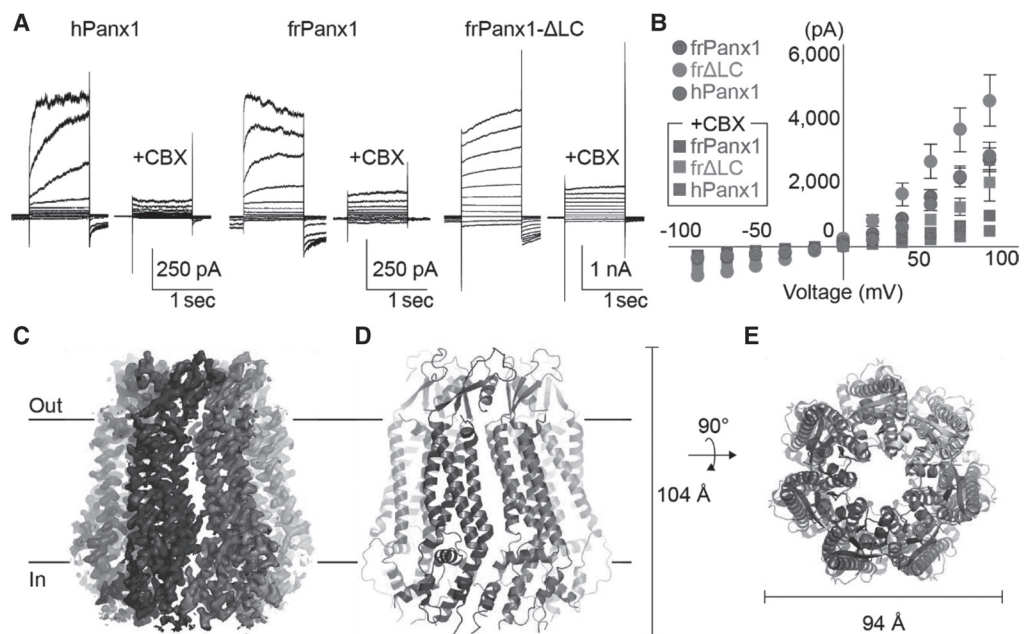 A
hPanx1
frPanx1
frPanx1-ΔLC
+CBX
+CBX
+CBX
250 pA
1 sec
250 pA
1 sec
1 nA
1 sec
B
(pA)
frPanx1
frΔLC
hPanx1
+CBX
frPanx1
frΔLC
hPanx1
6,000
4,000
2,000
0
-100
-50
50
100
Voltage (mV)
C
Out
In
D
104 Å
90°
E
94 Å